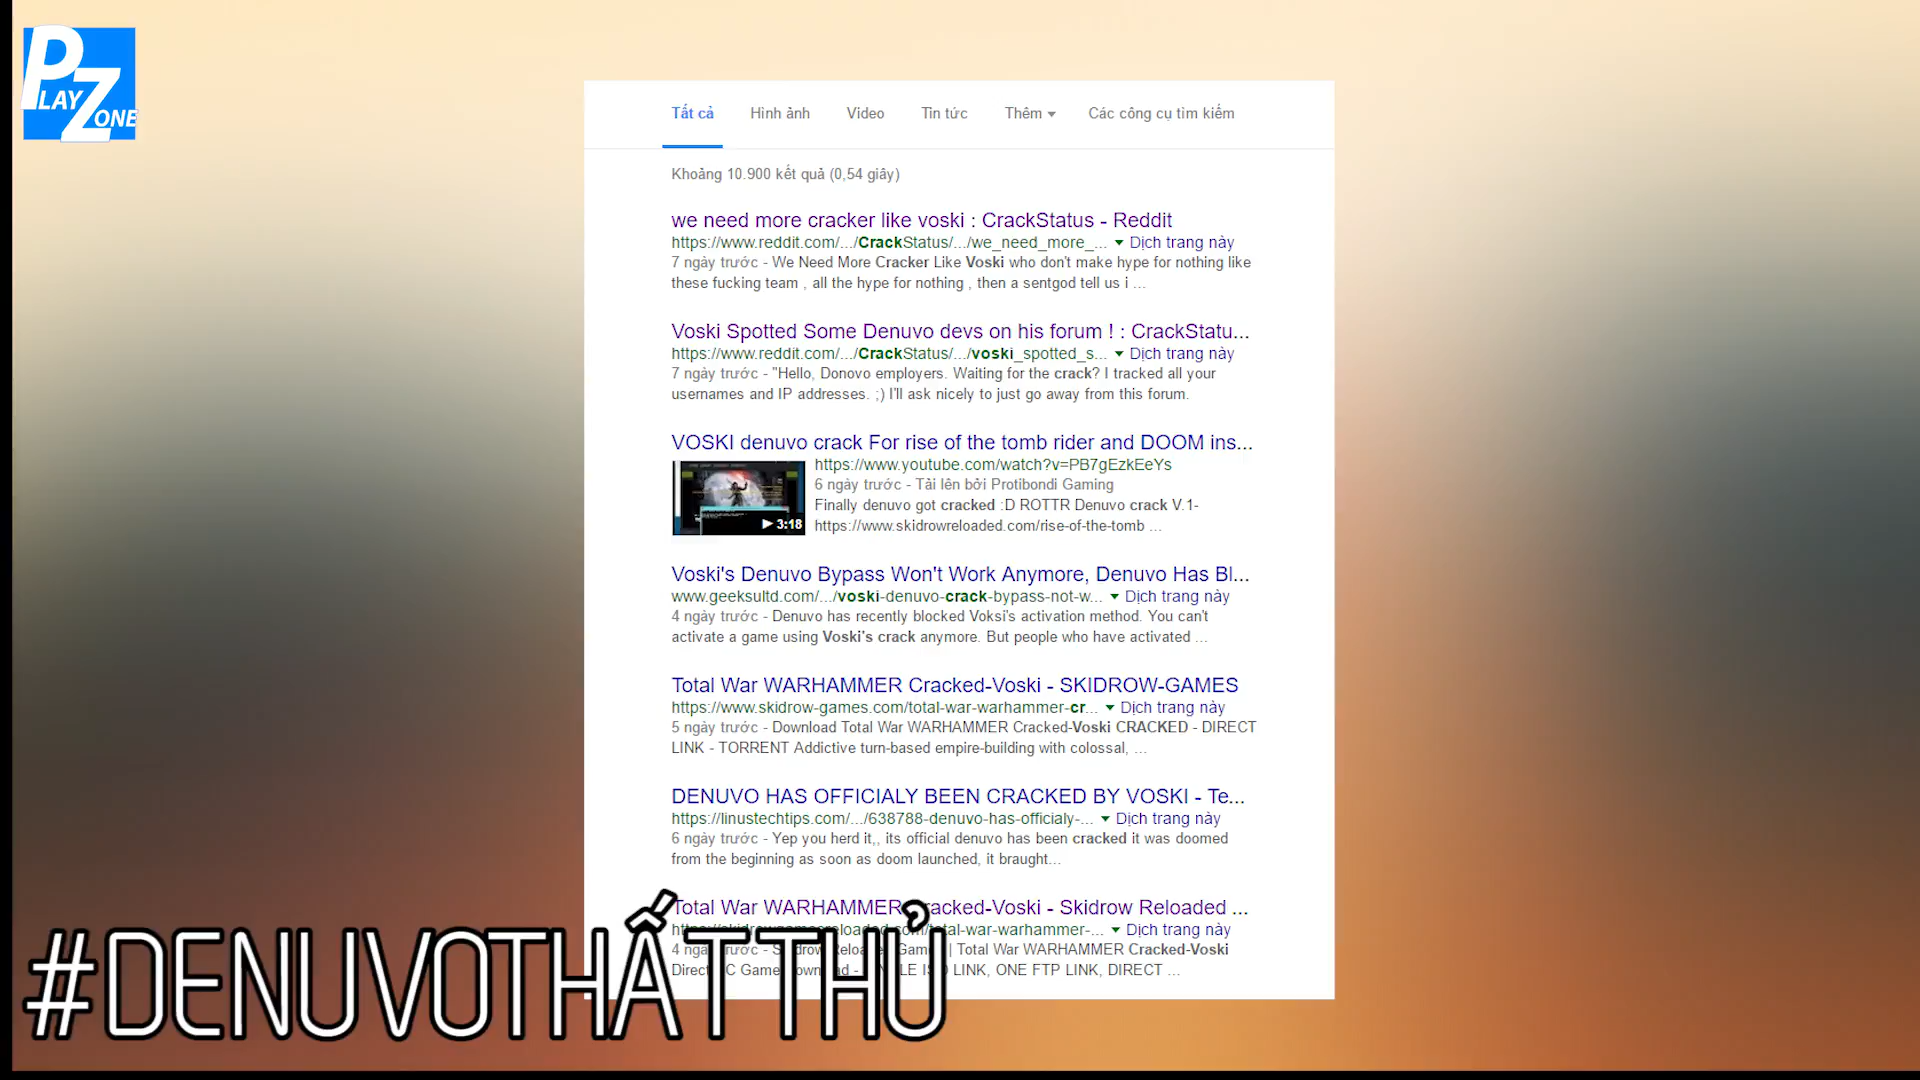 PLAY ZONE
Tất cả Hình ảnh Video Tin tức Thêm Các công cụ tìm kiếm
Khoảng 10.900 kết quả (0,54 giây)
we need more cracker like voski : CrackStatus - Reddit
https://www.reddit.com/.../CrackStatus/.../we_need_more_... Dịch trang này
7 ngày trước - We Need More Cracker Like Voski who don't make hype for nothing like
these fucking team , all the hype for nothing , then a sentgod tell us i ...
Voski Spotted Some Denuvo devs on his forum ! : CrackStatu...
https://www.reddit.com/.../CrackStatus/.../voski_spotted_s... Dịch trang này
7 ngày trước - "Hello, Donovo employers. Waiting for the crack? I tracked all your
usernames and IP addresses. ;) I'll ask nicely to just go away from this forum.
VOSKI denuvo crack For rise of the tomb rider and DOOM ins...
https://www.youtube.com/watch?v=PB7gEzkEeYs
6 ngày trước - Tải lên bởi Protibondi Gaming
Finally denuvo got cracked :D ROTTR Denuvo crack V.1-
3:18
https://www.skidrowreloaded.com/rise-of-the-tomb ...
Voski's Denuvo Bypass Won't Work Anymore, Denuvo Has Bl...
www.geeksultd.com/.../voski-denuvo-crack-bypass-not-w... Dịch trang này
4 ngày trước - Denuvo has recently blocked Voksi's activation method. You can't
activate a game using Voski's crack anymore. But people who have activated ...
Total War WARHAMMER Cracked-Voski - SKIDROW-GAMES
https://www.skidrow-games.com/total-war-warhammer-cr... Dịch trang này
5 ngày trước - Download Total War WARHAMMER Cracked-Voski CRACKED - DIRECT
LINK - TORRENT Addictive turn-based empire-building with colossal, ...
DENUVO HAS OFFICIALY BEEN CRACKED BY VOSKI - Te...
https://linustechtips.com/.../638788-denuvo-has-officialy-... Dịch trang này
6 ngày trước - Yep you herd it,, its official denuvo has been cracked it was doomed
from the beginning as soon as doom launched, it braught...
Total War WARHAMMER Cracked-Voski - Skidrow Reloaded ...
total-war-warhammer-... Dịch trang này
4 ngày trước - Total War WARHAMMER Cracked-Voski
Direct LINK, ONE FTP LINK, DIRECT ...
#DENUVOTHẤTTHỦ